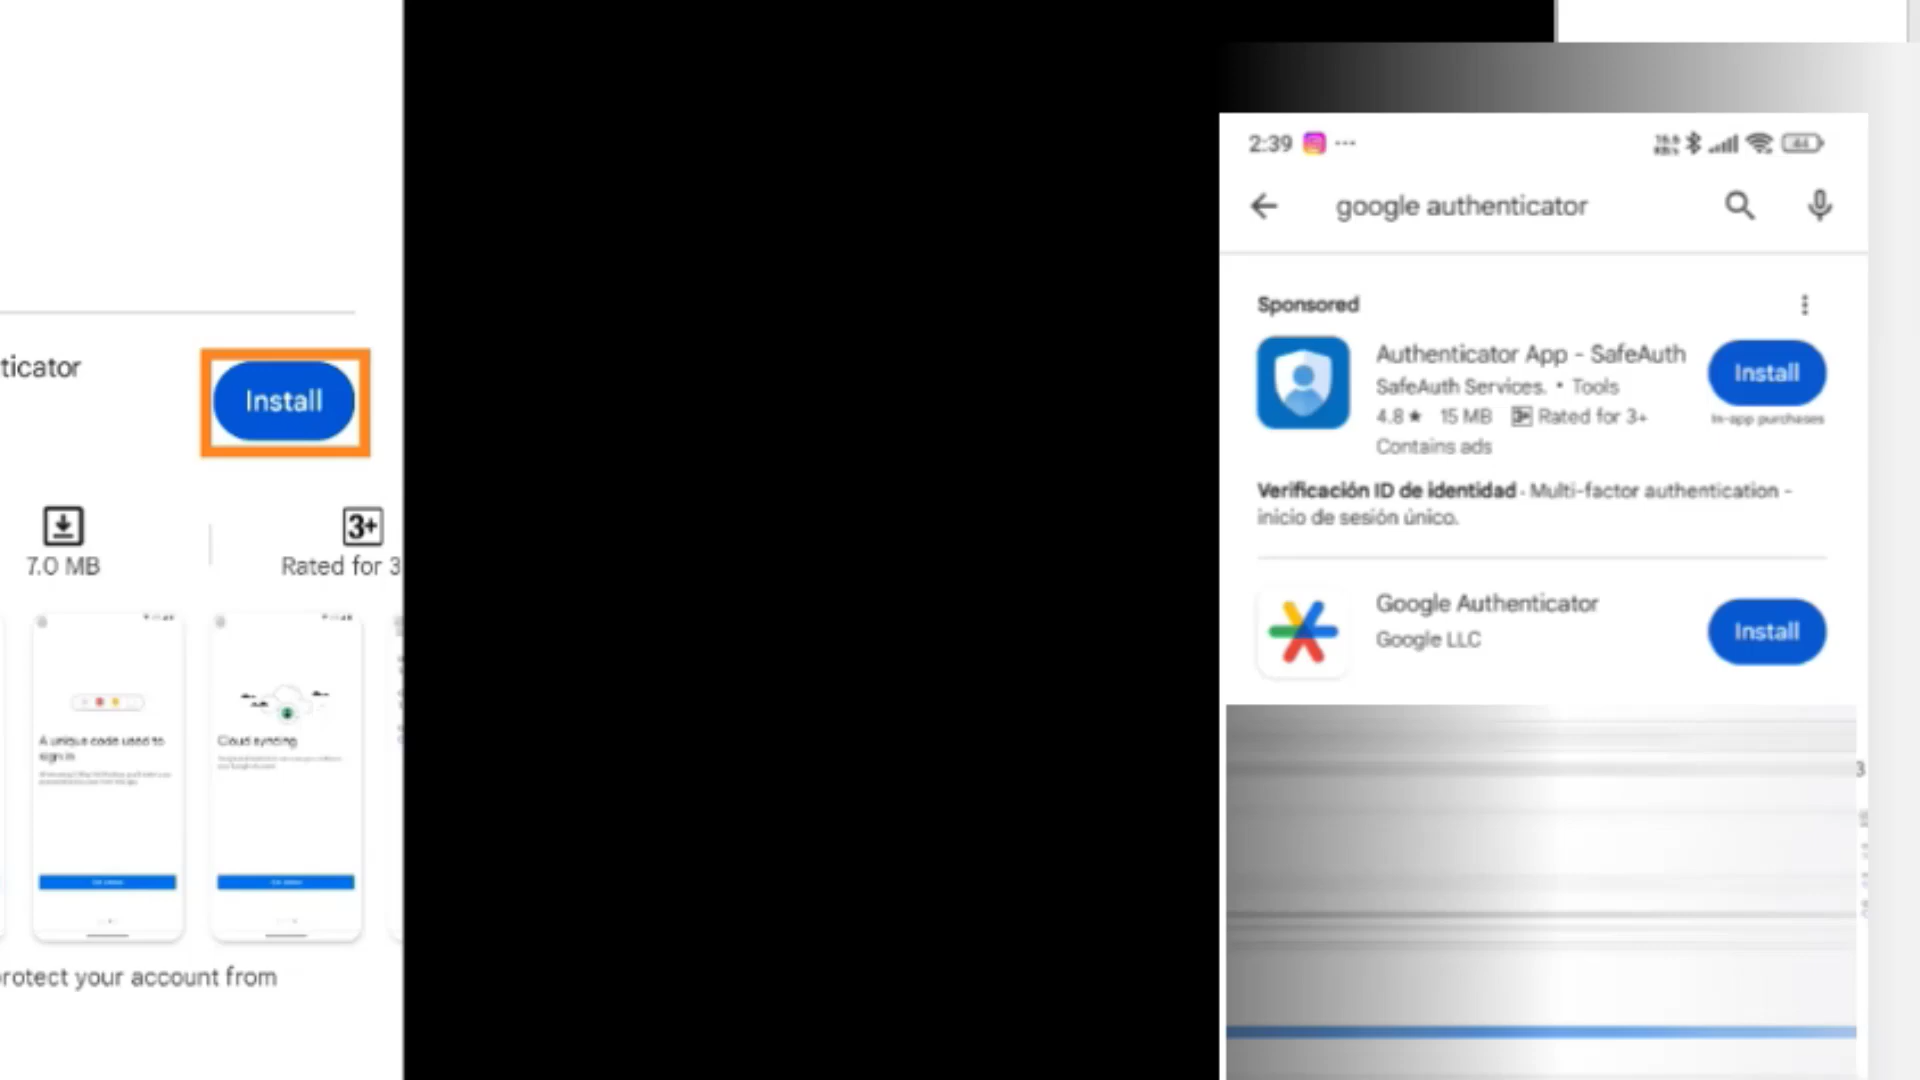 ticator
Install
7.0 MB
3+
Rated for 3
A unique code used to
sign in
Cloud syncing
rotect your account from
2:39
44
google authenticator
Sponsored
Authenticator App - SafeAuth
SafeAuth Services. • Tools
4.8★ 15 MB 3+ Rated for 3+
Contains ads
Install
In-app purchases
Verificación ID de identidad · Multi-factor authentication -
inicio de sesión único.
Google Authenticator
Google LLC
Install